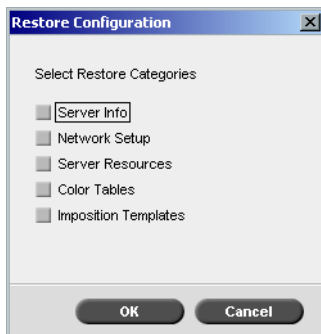 Restore Configuration
Select Restore Categories
Server Info
Network Setup
Server Resources
Color Tables
Imposition Templates
OK Cancel